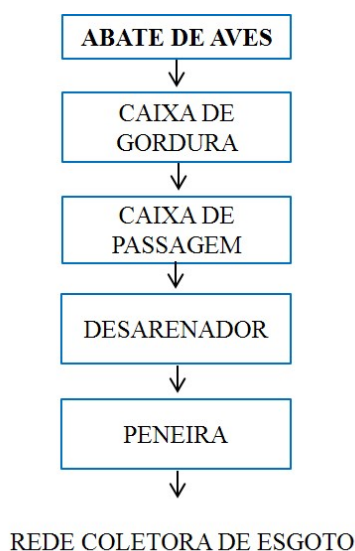 ABATE DE AVES
CAIXA DE
GORDURA
CAIXA DE
PASSAGEM
DESARENADOR
PENEIRA
REDE COLETORA DE ESGOTO